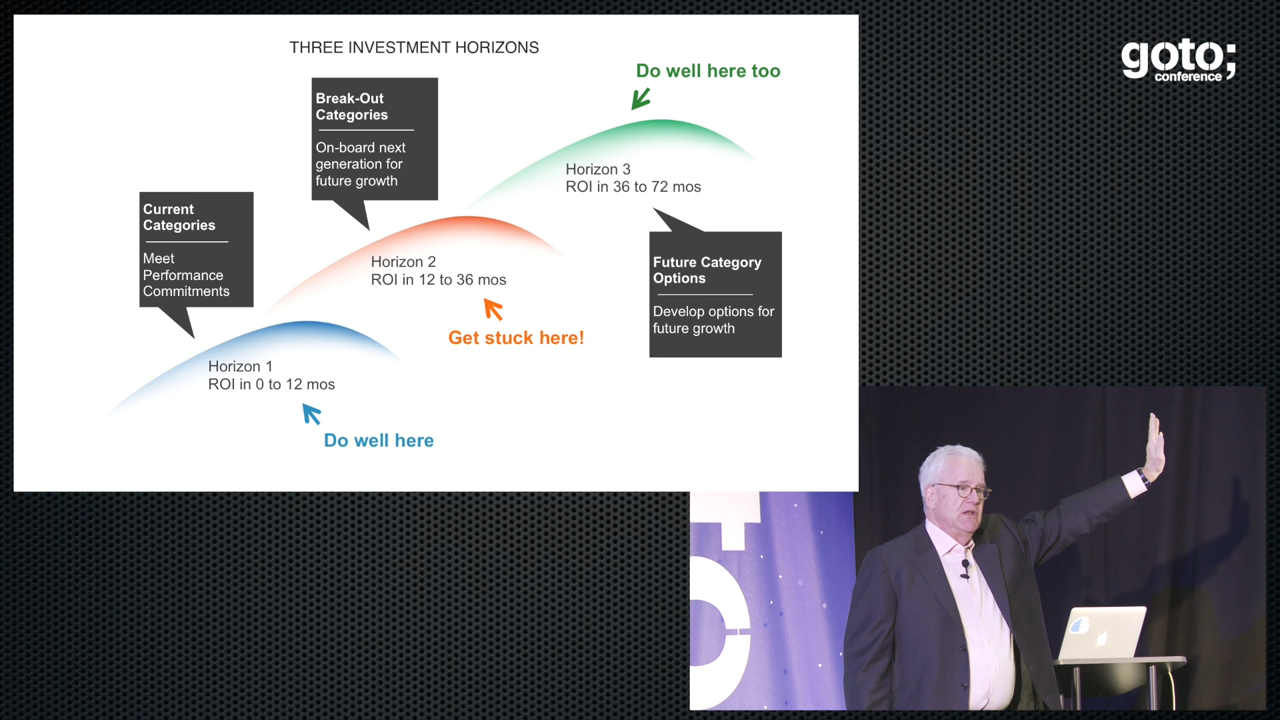 THREE INVESTMENT HORIZONS
Do well here too
goto;
conference
Break-Out
Categories
On-board next
generation for
future growth
Horizon 3
ROI in 36 to 72 mos
Current
Categories
Meet
Performance
Commitments
Horizon 2
ROI in 12 to 36 mos
Future Category
Options
Develop options for
future growth
Get stuck here!
Horizon 1
ROI in 0 to 12 mos
Do well here